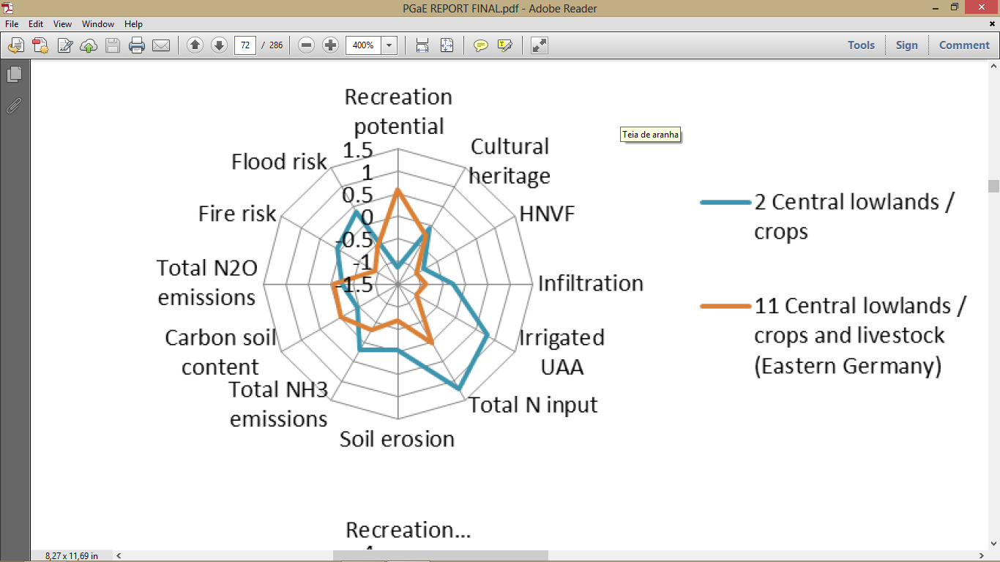 PGaE REPORT FINAL.pdf - Adobe Reader
File Edit View Window Help
72 / 286 400% Tools Sign Comment
Recreation
potential
Teia de aranha
Cultural
heritage
HNVF
Infiltration
Irrigated
UAA
Total N input
Soil erosion
Total NH3
emissions
Carbon soil
content
Total N2O
emissions
Fire risk
Flood risk
1.5
1
0.5
0
-0.5
-1
-1.5
2 Central lowlands /
crops
11 Central lowlands /
crops and livestock
(Eastern Germany)
Recreation...
8,27 x 11,69 in